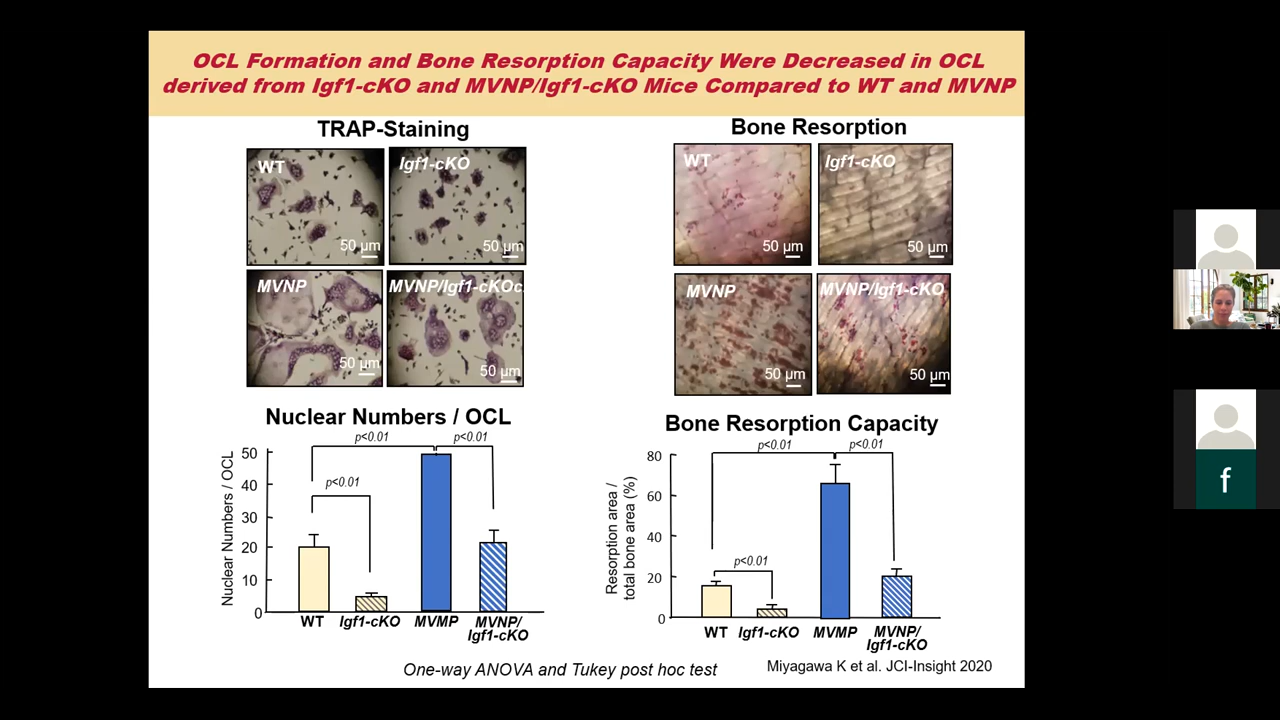 OCL Formation and Bone Resorption Capacity Were Decreased in OCL
derived from Igf1-cKO and MVNP/Igf1-cKO Mice Compared to WT and MVNP
TRAP-Staining
WT
Igf1-cKO
50 µm
50 µm
MVNP
MVNP/Igf1-cKOc
50 µm
50 µm
Bone Resorption
WT
Igf1-cKO
50 µm
50 µm
MVNP
MVNP/Igf1-cKO
50 µm
50 µm
Nuclear Numbers / OCL
p<0.01
p<0.01
p<0.01
Nuclear Numbers / OCL
50
40
30
20
10
0
WT
Igf1-cKO
MVMP
MVNP/
Igf1-cKO
Bone Resorption Capacity
p<0.01
p<0.01
p<0.01
Resorption area /
total bone area (%)
80
60
40
20
0
WT
Igf1-cKO
MVMP
MVNP/
Igf1-cKO
One-way ANOVA and Tukey post hoc test
Miyagawa K et al. JCI-Insight 2020
f